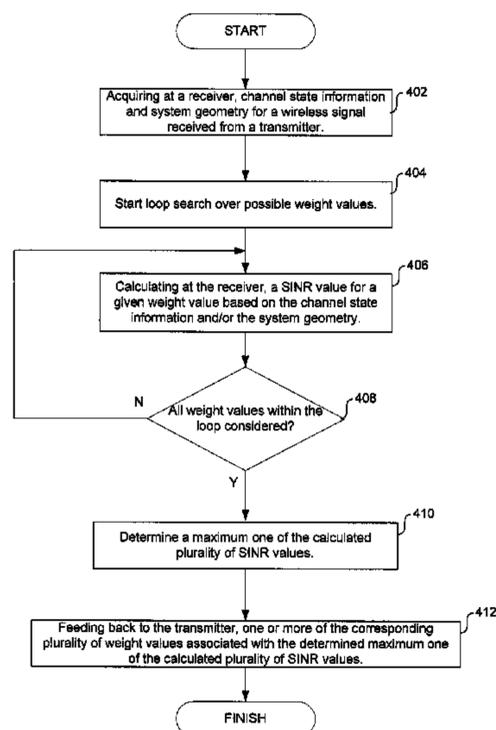 START
402
Acquiring at a receiver, channel state information
and system geometry for a wireless signal
received from a transmitter.
404
Start loop search over possible weight values.
406
Calculating at the receiver, a SINR value for a
given weight value based on the channel state
information and/or the system geometry.
408
N
All weight values within the
loop considered?
Y
410
Determine a maximum one of the calculated
plurality of SINR values.
412
Feeding back to the transmitter, one or more of the corresponding
plurality of weight values associated with the determined maximum one
of the calculated plurality of SINR values.
FINISH